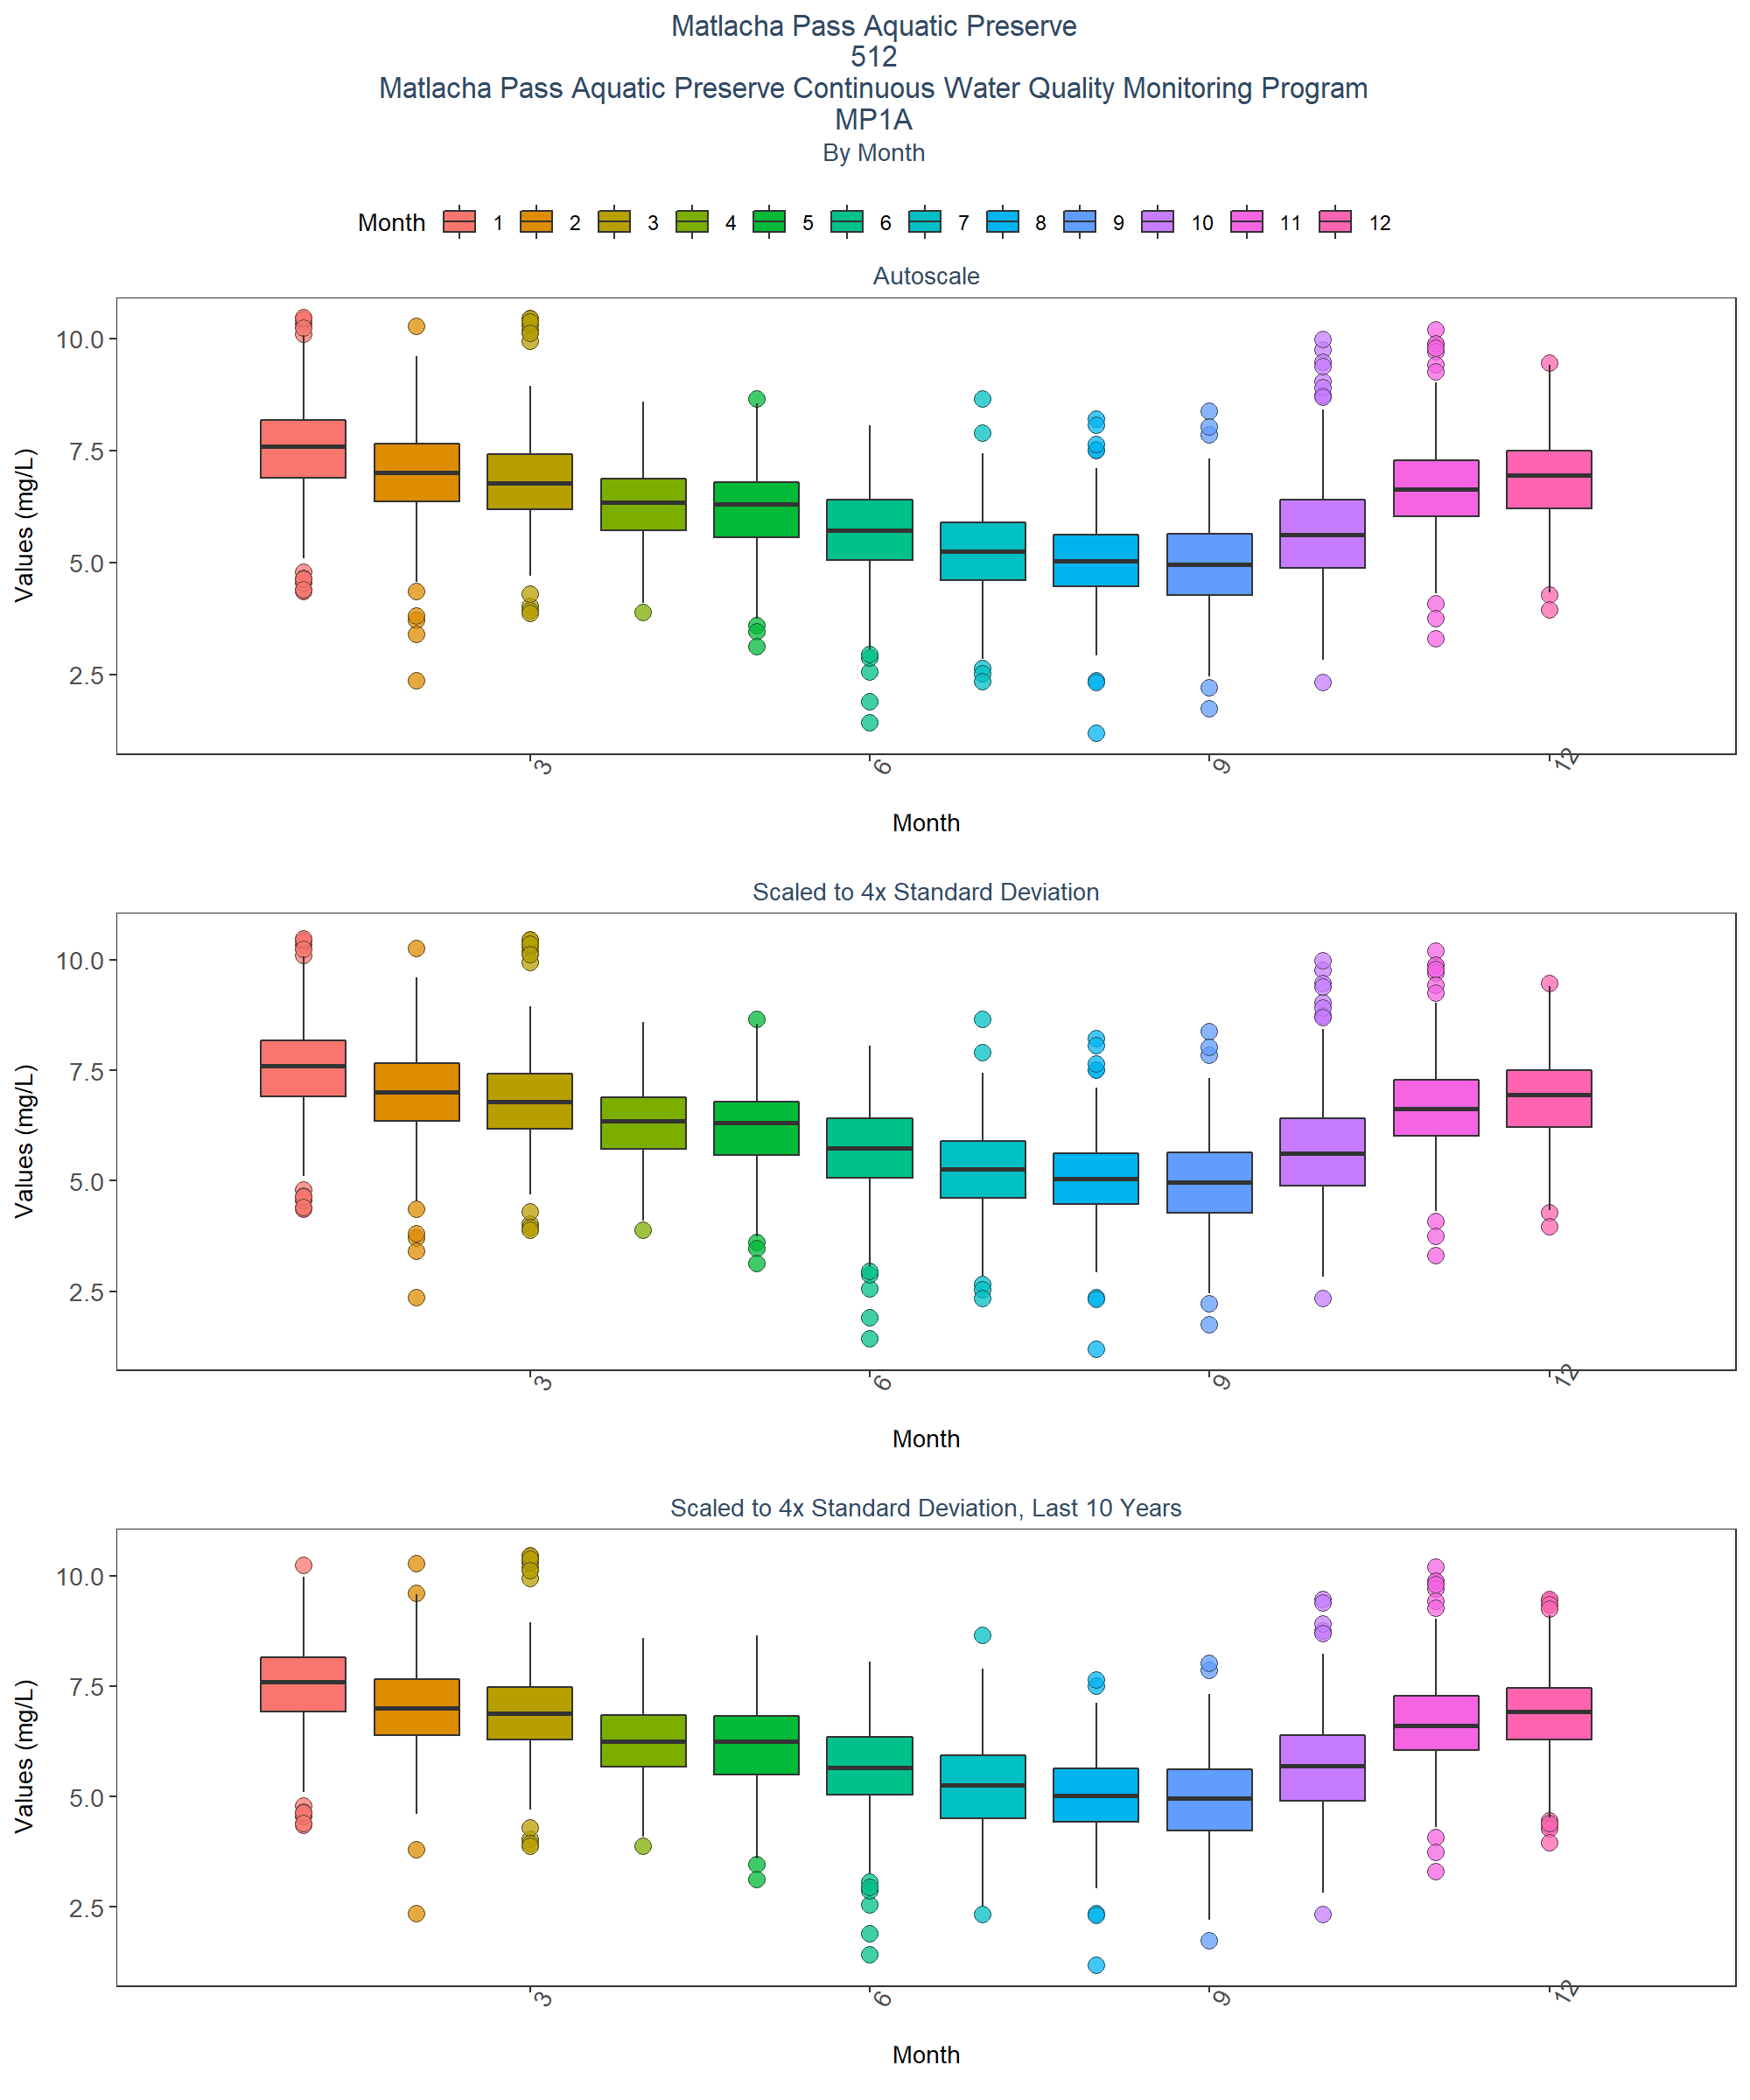 Matlacha Pass Aquatic Preserve
512
Matlacha Pass Aquatic Preserve Continuous Water Quality Monitoring Program
MP1A
By Month
Month 1 2 3 4 5 6 7 8 9 10 11 12
Autoscale
Values (mg/L)
10.0
7.5
5.0
2.5
3 6 9 12
Month
Scaled to 4x Standard Deviation
Values (mg/L)
10.0
7.5
5.0
2.5
3 6 9 12
Month
Scaled to 4x Standard Deviation, Last 10 Years
Values (mg/L)
10.0
7.5
5.0
2.5
3 6 9 12
Month